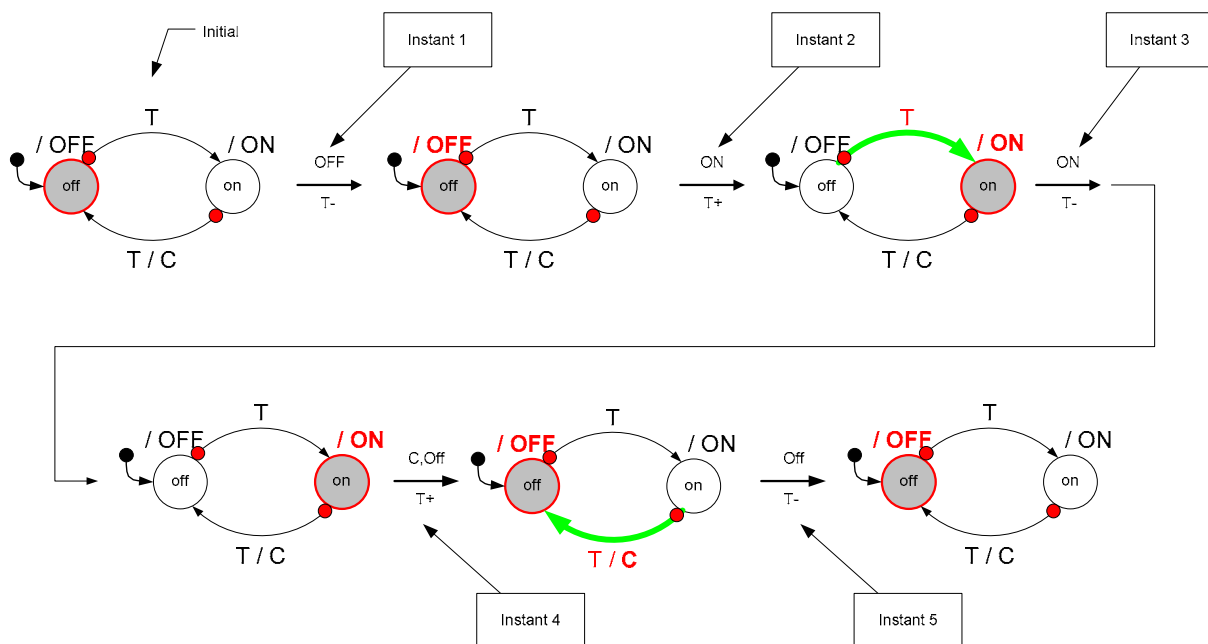 Initial
Instant 1
Instant 2
Instant 3
T
/ OFF
/ ON
off
on
T / C
OFF
T-
T
/ OFF
/ ON
off
on
T / C
ON
T+
T
/ OFF
/ ON
off
on
T / C
ON
T-
T
/ OFF
/ ON
off
on
T / C
C,Off
T+
T
/ OFF
/ ON
off
on
T / C
Off
T-
T
/ OFF
/ ON
off
on
T / C
Instant 4
Instant 5